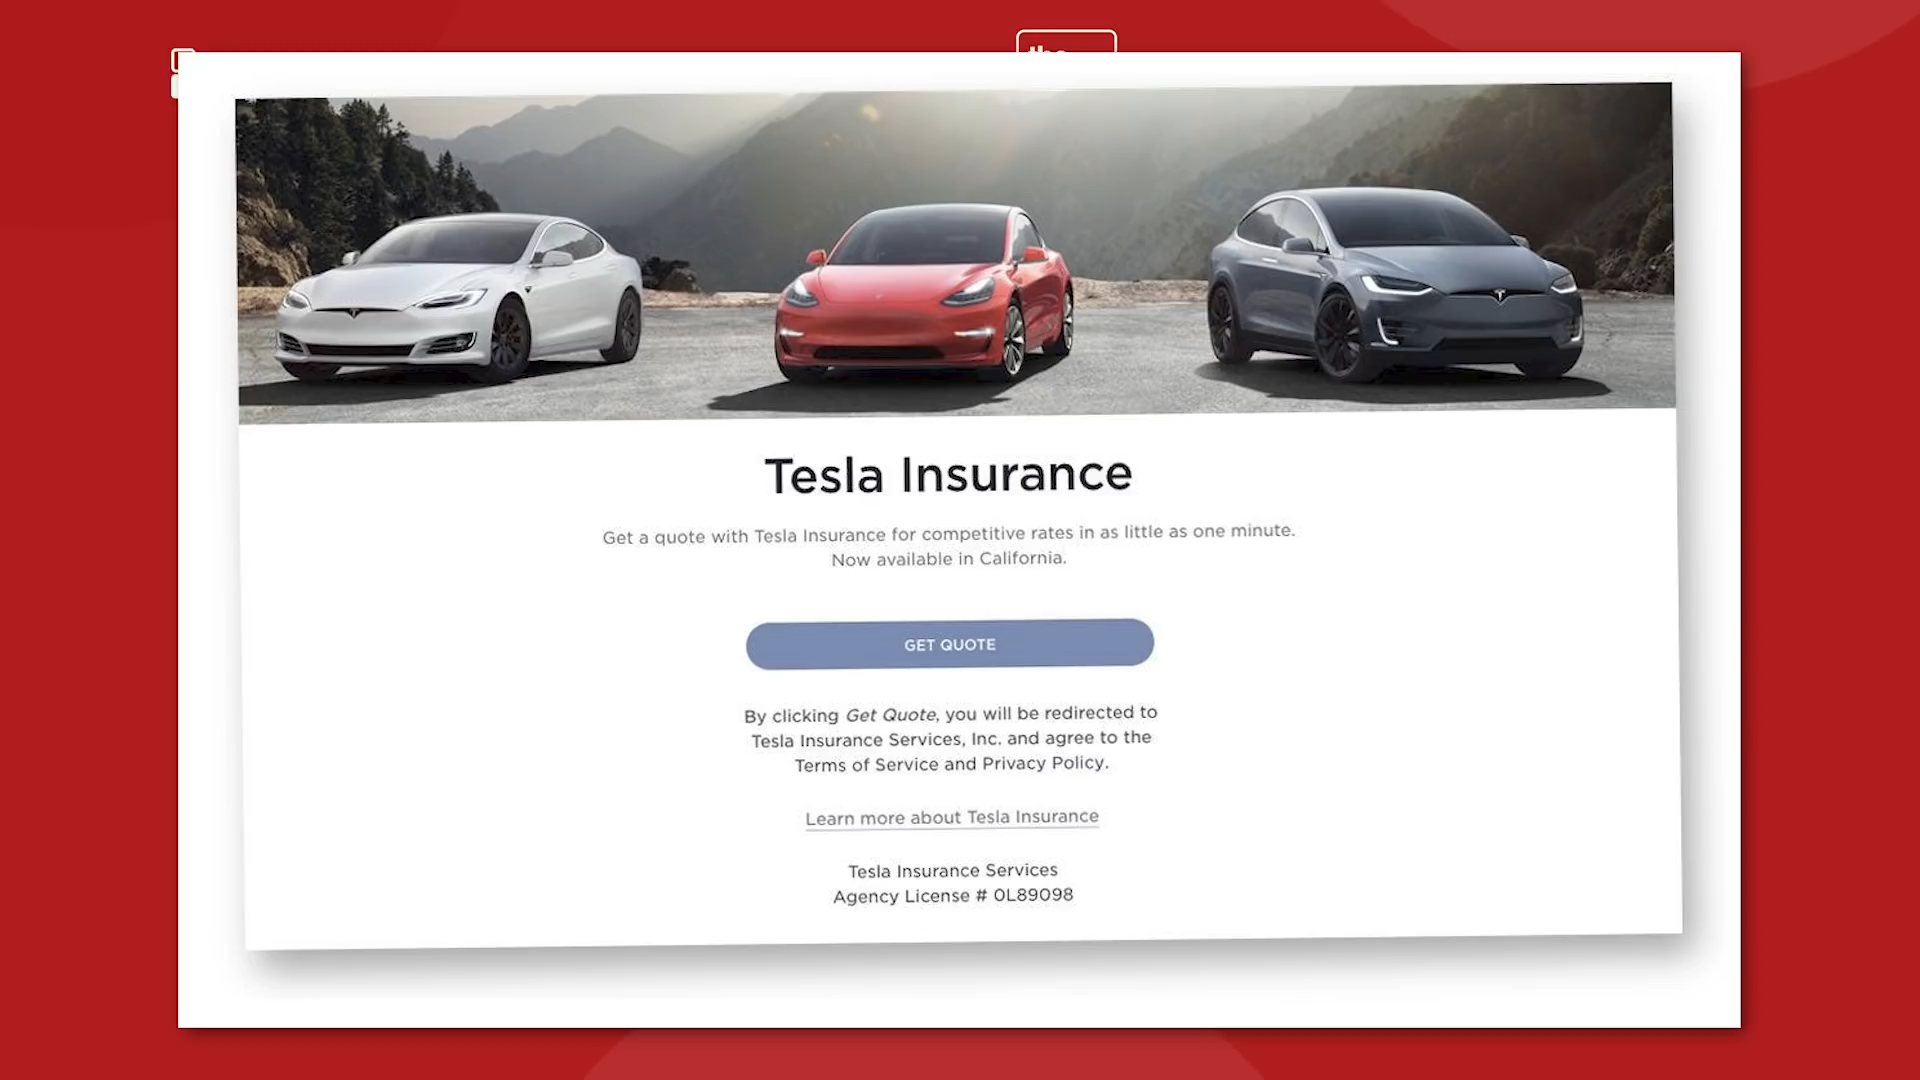 Tesla Insurance
Get a quote with Tesla Insurance for competitive rates in as little as one minute.
Now available in California.
GET QUOTE
By clicking Get Quote, you will be redirected to
Tesla Insurance Services, Inc. and agree to the
Terms of Service and Privacy Policy.
Learn more about Tesla Insurance
Tesla Insurance Services
Agency License # 0L89098